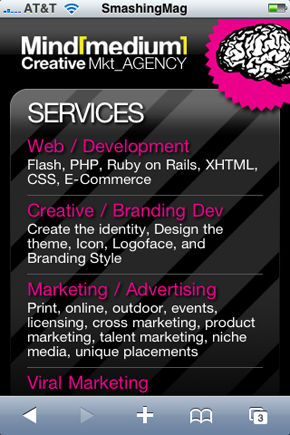 AT&T SmashingMag
Mind[medium]
Creative Mkt_AGENCY
SERVICES
Web / Development
Flash, PHP, Ruby on Rails, XHTML,
CSS, E-Commerce
Creative / Branding Dev
Create the identity, Design the
theme, Icon, Logoface, and
Branding Style
Marketing / Advertising
Print, online, outdoor, events,
licensing, cross marketing, product
marketing, talent marketing, niche
media, unique placements
Viral Marketing
3